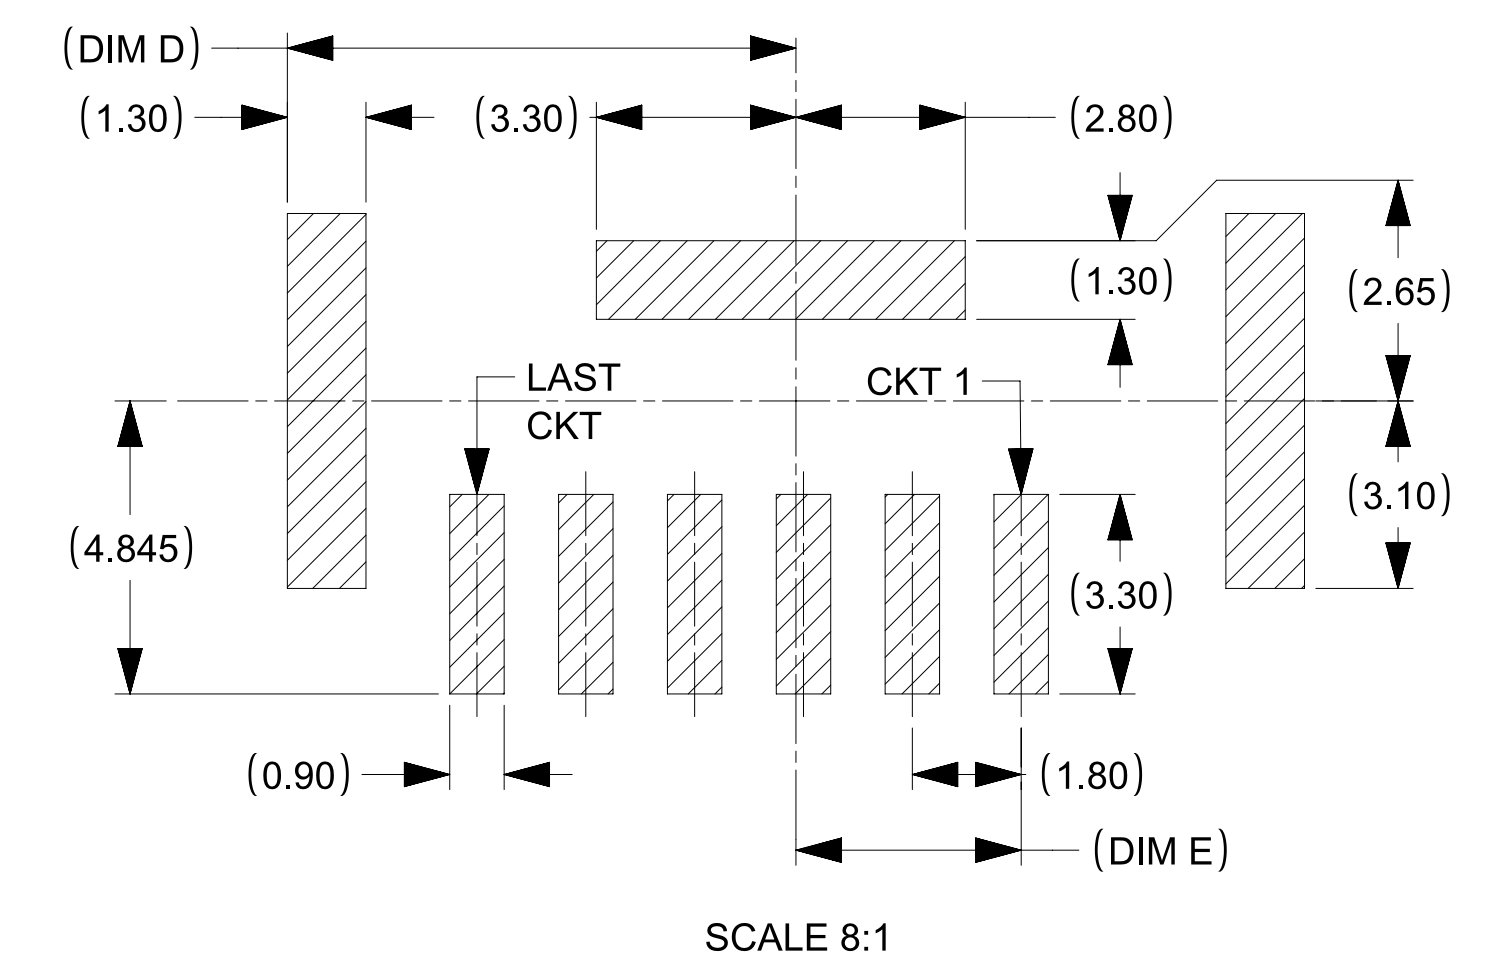 (DIM D)
(1.30)
(3.30)
(2.80)
(1.30)
(2.65)
LAST
CKT
CKT 1
(3.10)
(4.845)
(3.30)
(0.90)
(1.80)
(DIM E)
SCALE 8:1